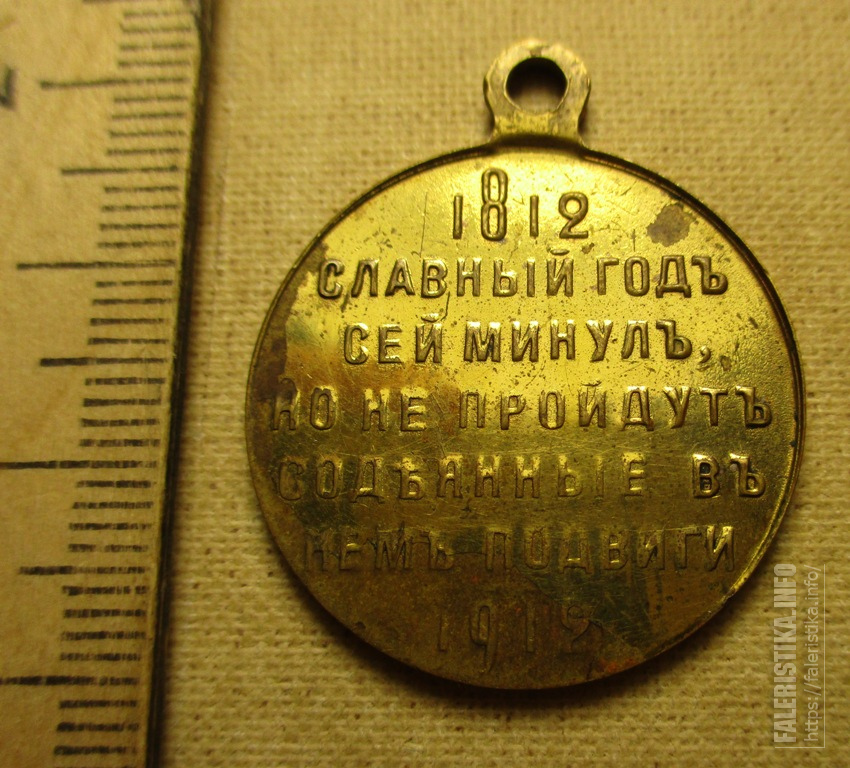 1812
СЛАВНЫЙ ГОДЪ
СЕЙ МИНУЛЪ,
НО НЕ ПРОЙДУТЪ
СОДѢЯННЫЕ ВЪ
НЕМЪ ПОДВИГИ
1912
FALERISTIKA.INFO
https://faleristika.info/